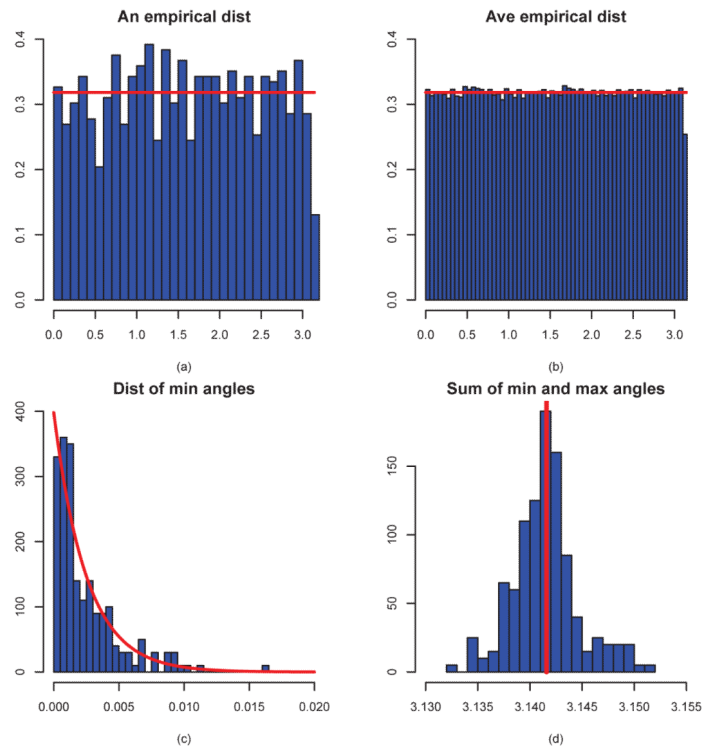 An empirical dist
0.4
0.3
0.2
0.1
0.0
0.0 0.5 1.0 1.5 2.0 2.5 3.0
(a)
Ave empirical dist
0.4
0.3
0.2
0.1
0.0
0.0 0.5 1.0 1.5 2.0 2.5 3.0
(b)
Dist of min angles
400
300
200
100
0
0.000 0.005 0.010 0.015 0.020
(c)
Sum of min and max angles
150
100
50
0
3.130 3.135 3.140 3.145 3.150 3.155
(d)